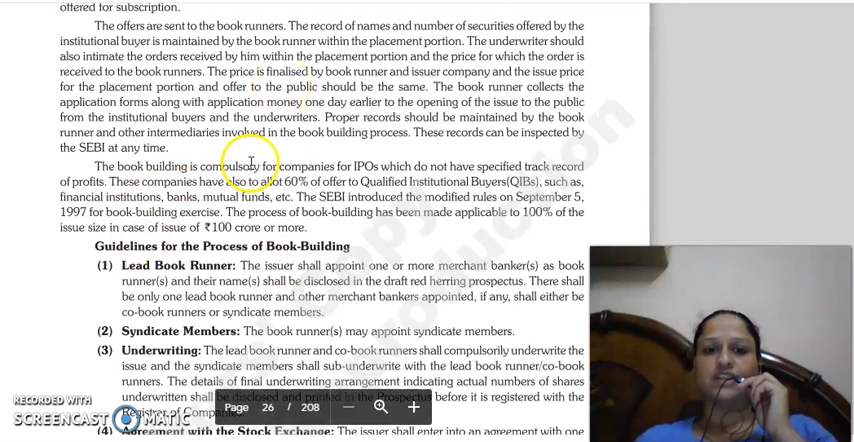 offered for subscription.
The offers are sent to the book runners. The record of names and number of securities offered by the
institutional buyer is maintained by the book runner within the placement portion. The underwriter should
also intimate the orders received by him within the placement portion and the price for which the order is
received to the book runners. The price is finalised by book runner and issuer company and the issue price
for the placement portion and offer to the public should be the same. The book runner collects the
application forms along with application money one day earlier to the opening of the issue to the public
from the institutional buyers and the underwriters. Proper records should be maintained by the book
runner and other intermediaries involved in the book building process. These records can be inspected by
the SEBI at any time.
The book building is compulsory for companies for IPOs which do not have specified track record
of profits. These companies have also to allot 60% of offer to Qualified Institutional Buyers(QIBs), such as,
financial institutions, banks, mutual funds, etc. The SEBI introduced the modified rules on September 5,
1997 for book-building exercise. The process of book-building has been made applicable to 100% of the
issue size in case of issue of ₹100 crore or more.
Guidelines for the Process of Book-Building
(1) Lead Book Runner: The issuer shall appoint one or more merchant banker(s) as book
runner(s) and their name(s) shall be disclosed in the draft red herring prospectus. There shall
be only one lead book runner and other merchant bankers appointed, if any, shall either be
co-book runners or syndicate members.
(2) Syndicate Members: The book runner(s) may appoint syndicate members.
(3) Underwriting: The lead book runner and co-book runners shall compulsorily underwrite the
issue and the syndicate members shall sub-underwrite with the lead book runner/co-book
runners. The details of final underwriting arrangement indicating actual numbers of shares
underwritten shall be disclosed and printed in the Prospectus before it is registered with the
Registrar of Companies.
(4) Agreement with the Stock Exchange: The issuer shall enter into an agreement with one
Page 26 / 208
RECORDED WITH
SCREENCAST MATIC
Copy